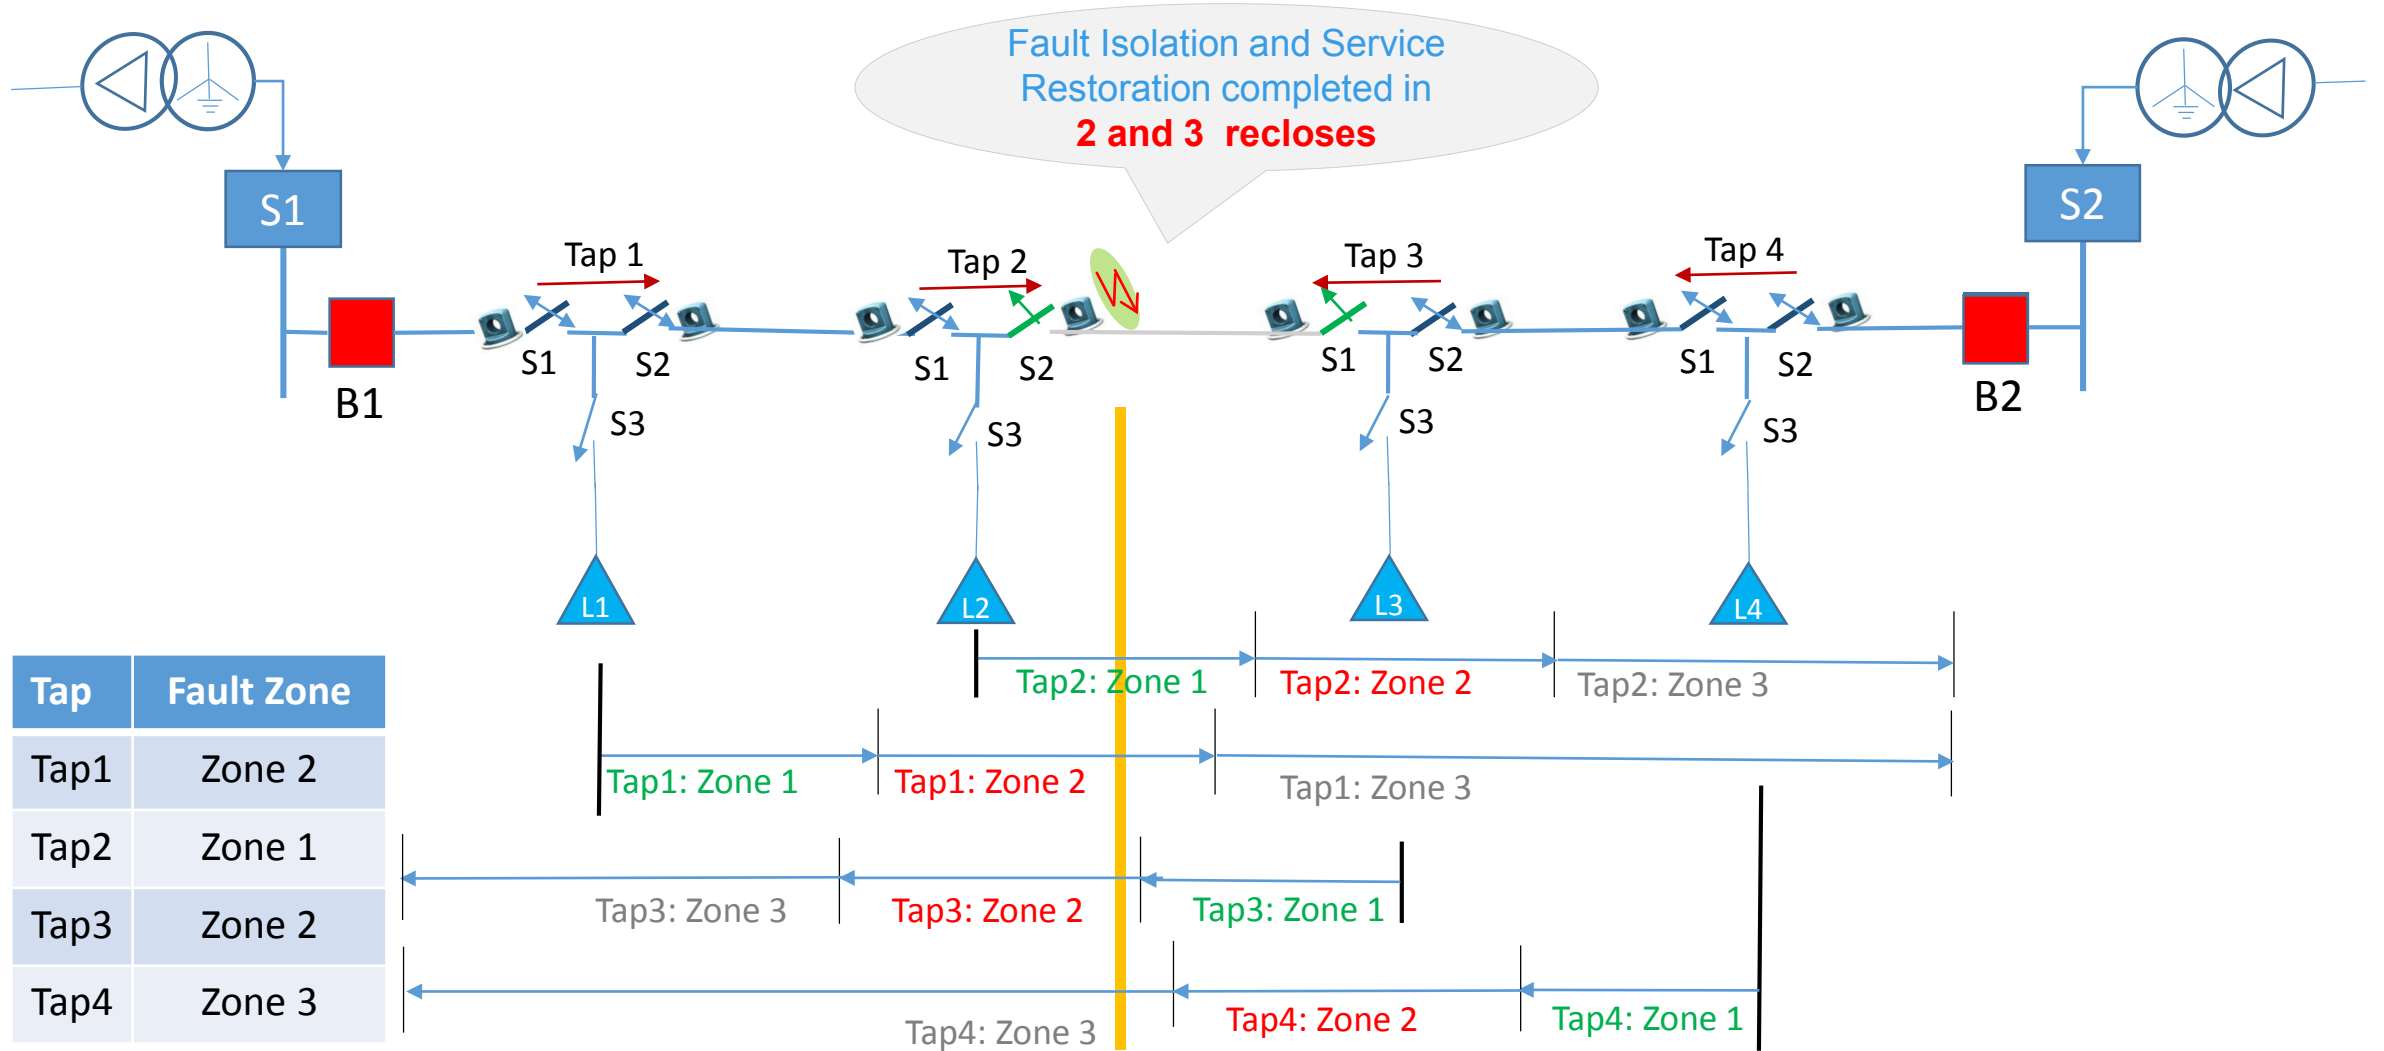 Fault Isolation and Service
Restoration completed in
2 and 3 recloses
S1
S2
Tap 1
Tap 2
Tap 3
Tap 4
S1
S2
S1
S2
S1
S2
S1
S2
B1
B2
S3
S3
S3
S3
L1
L2
L3
L4
Tap2: Zone 1
Tap2: Zone 2
Tap2: Zone 3
Tap1: Zone 1
Tap1: Zone 2
Tap1: Zone 3
Tap3: Zone 3
Tap3: Zone 2
Tap3: Zone 1
Tap4: Zone 3
Tap4: Zone 2
Tap4: Zone 1
Tap Fault Zone
Tap1 Zone 2
Tap2 Zone 1
Tap3 Zone 2
Tap4 Zone 3